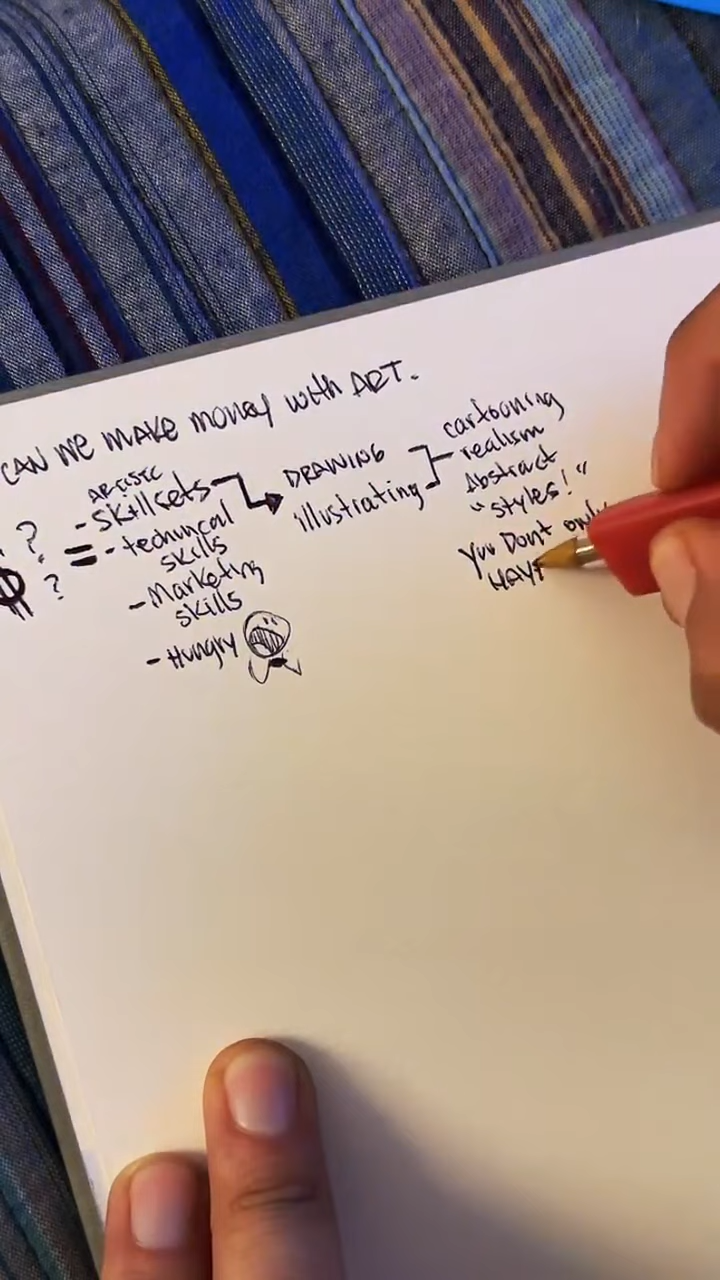 CAN WE MAKE MONEY WITH ART.
? $ ? =
ARTISTIC
- Skillsets
- technical
skills
- Marketing
skills
- Hungry
DRAWING
illustrating
cartooning
realism
Abstract
"styles!"
You Dont only
HAVE